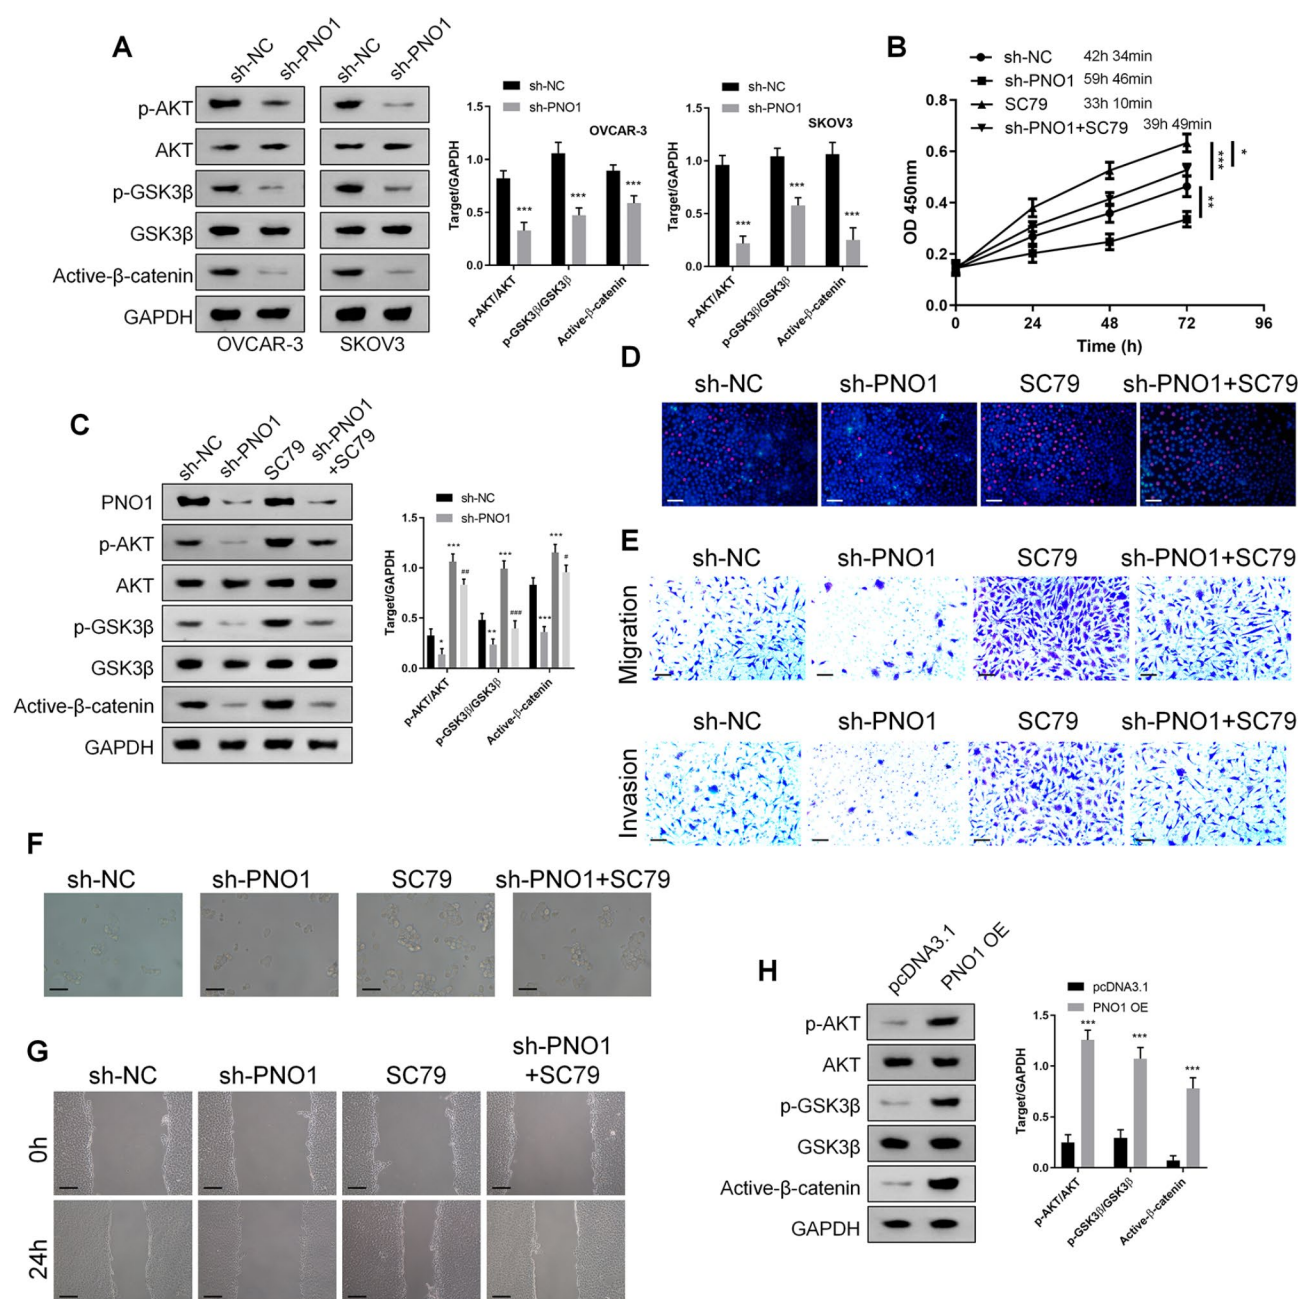 A
sh-NC
sh-PNO1
sh-NC
sh-PNO1
p-AKT
AKT
p-GSK3β
GSK3β
Active-β-catenin
GAPDH
OVCAR-3
SKOV3
sh-NC
sh-PNO1
OVCAR-3
Target/GAPDH
1.5
1.0
0.5
0.0
***
***
***
p-AKT/AKT
p-GSK3β/GSK3β
Active-β-catenin
sh-NC
sh-PNO1
SKOV3
Target/GAPDH
1.5
1.0
0.5
0.0
***
***
***
p-AKT/AKT
p-GSK3β/GSK3β
Active-β-catenin
B
sh-NC 42h 34min
sh-PNO1 59h 46min
SC79 33h 10min
sh-PNO1+SC79 39h 49min
OD 450nm
0.8
0.6
0.4
0.2
0.0
***
*
**
0 24 48 72 96
Time (h)
C
sh-NC
sh-PNO1
SC79
sh-PNO1
+SC79
PNO1
p-AKT
AKT
p-GSK3β
GSK3β
Active-β-catenin
GAPDH
sh-NC
sh-PNO1
Target/GAPDH
1.5
1.0
0.5
0.0
*
***
##
**
***
###
***
***
#
p-AKT/AKT
p-GSK3β/GSK3β
Active-β-catenin
D
sh-NC sh-PNO1 SC79 sh-PNO1+SC79
E
sh-NC sh-PNO1 SC79 sh-PNO1+SC79
Migration
sh-NC sh-PNO1 SC79 sh-PNO1+SC79
Invasion
F
sh-NC sh-PNO1 SC79 sh-PNO1+SC79
G
sh-NC sh-PNO1 SC79 sh-PNO1
+SC79
0h
24h
H
pcDNA3.1
PNO1 OE
p-AKT
AKT
p-GSK3β
GSK3β
Active-β-catenin
GAPDH
pcDNA3.1
PNO1 OE
Target/GAPDH
1.5
1.0
0.5
0.0
***
***
***
p-AKT/AKT
p-GSK3β/GSK3β
Active-β-catenin